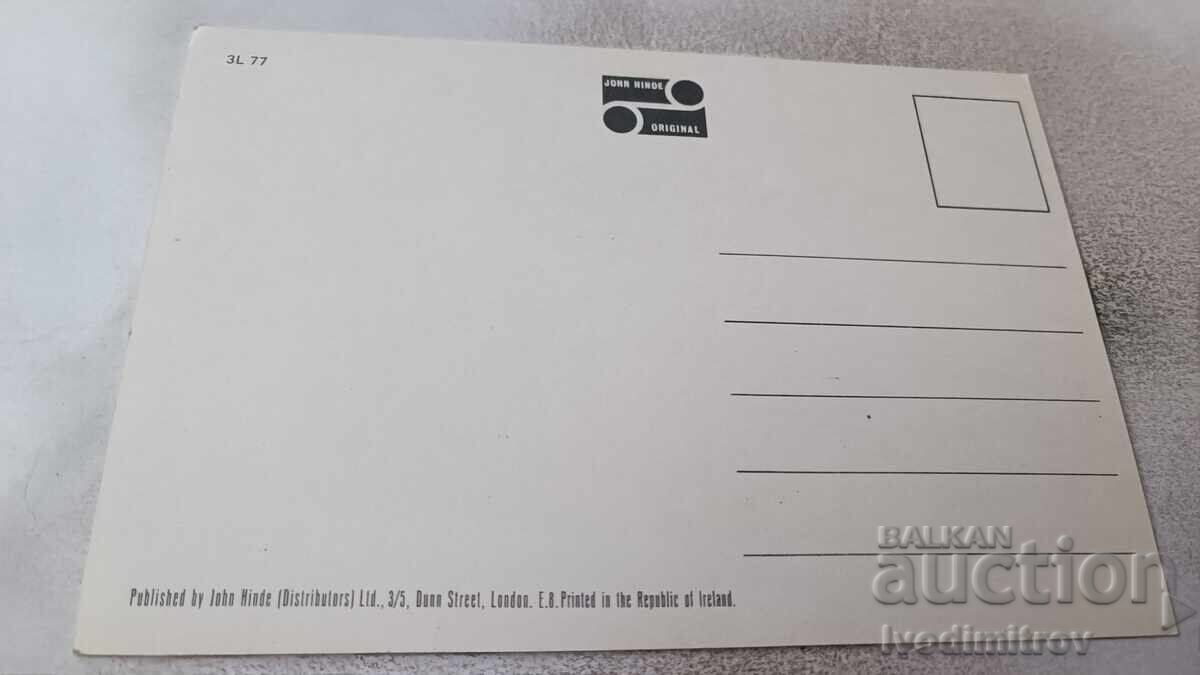 3L 77
JOHN HINDE
ORIGINAL
Published by John Hinde (Distributors) Ltd., 3/5, Dunn Street, London. E.8. Printed in the Republic of Ireland.
BALKAN
auction
Ivedimitrov